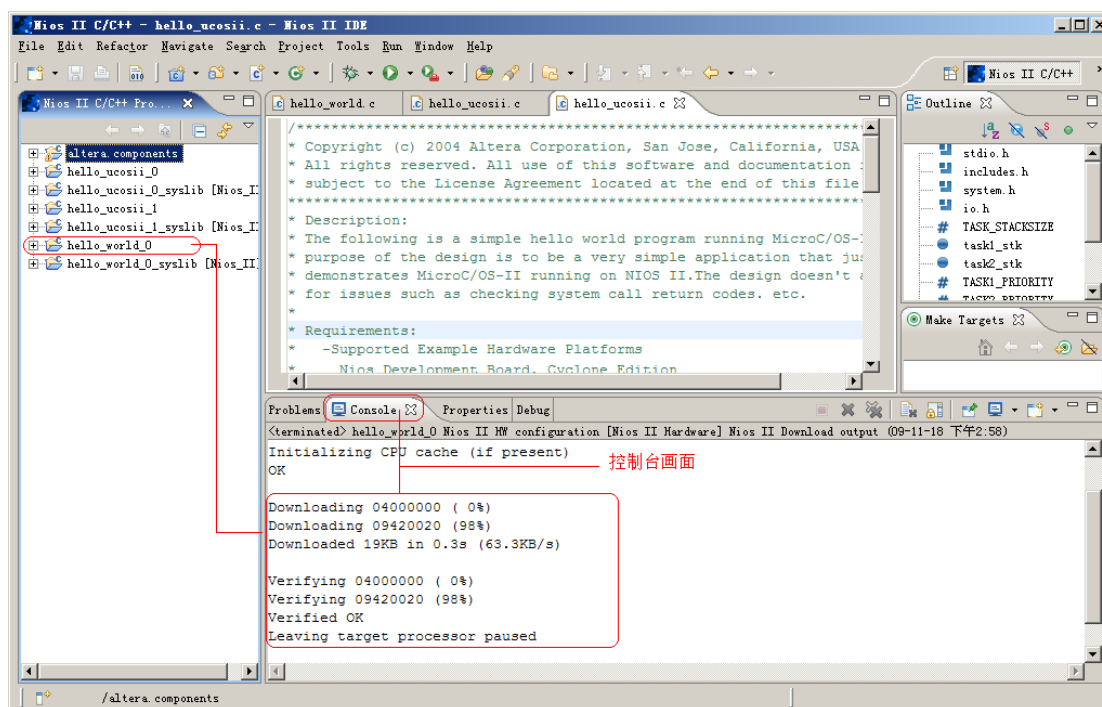 Nios II C/C++ - hello_ucosii.c - Nios II IDE
File Edit Refactor Navigate Search Project Tools Run Window Help
Nios II C/C++
Nios II C/C++ Pro...
altera.components
hello_ucosii_0
hello_ucosii_0_syslib [Nios_I
hello_ucosii_1
hello_ucosii_1_syslib [Nios_I
hello_world_0
hello_world_0_syslib [Nios_II
hello_world.c hello_ucosii.c hello_ucosii.c
/*************************************************************************
* Copyright (c) 2004 Altera Corporation, San Jose, California, USA
* All rights reserved. All use of this software and documentation
* subject to the License Agreement located at the end of this file
**************************************************************************
* Description:
* The following is a simple hello world program running MicroC/OS-
* purpose of the design is to be a very simple application that jus
* demonstrates MicroC/OS-II running on NIOS II.The design doesn't a
* for issues such as checking system call return codes. etc.
*
* Requirements:
* -Supported Example Hardware Platforms
* Nios Development Board, Cyclone Edition
Outline
stdio.h
includes.h
system.h
io.h
# TASK_STACKSIZE
task1_stk
task2_stk
# TASK1_PRIORITY
# TASK2_PRIORITY
Make Targets
Problems Console Properties Debug
<terminated> hello_world_0 Nios II HW configuration [Nios II Hardware] Nios II Download output (09-11-18 下午2:58)
Initializing CPU cache (if present)
OK
控制台画面
Downloading 04000000 ( 0%)
Downloading 09420020 (98%)
Downloaded 19KB in 0.3s (63.3KB/s)
Verifying 04000000 ( 0%)
Verifying 09420020 (98%)
Verified OK
Leaving target processor paused
/altera.components